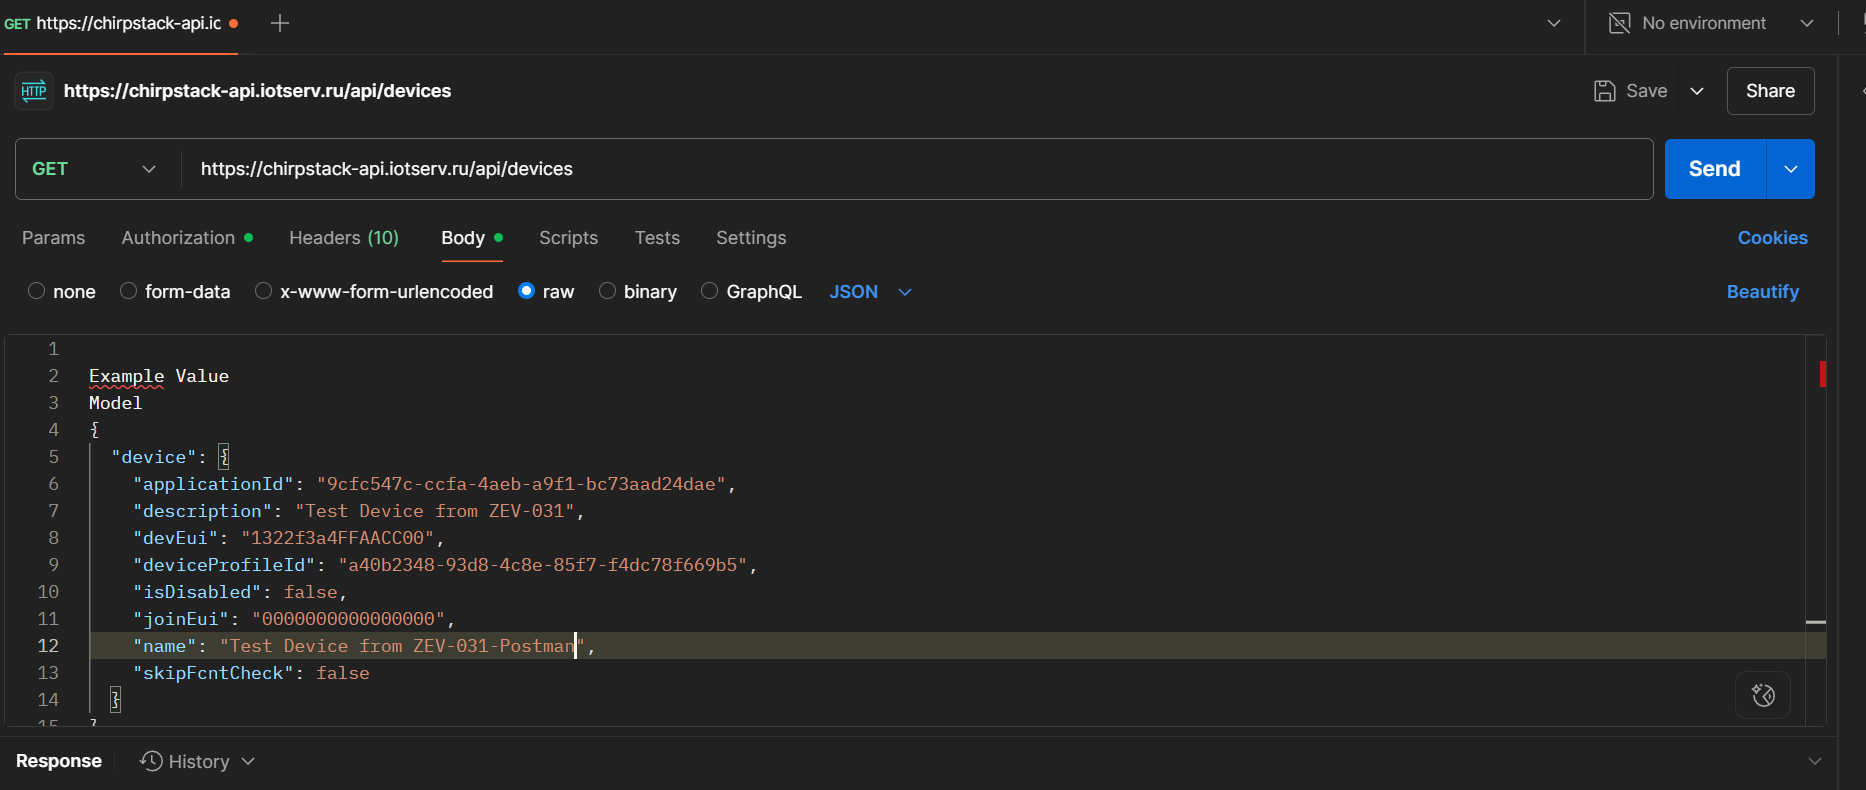 GET https://chirpstack-api.ic
No environment
HTTP https://chirpstack-api.iotserv.ru/api/devices
Save
Share
GET https://chirpstack-api.iotserv.ru/api/devices
Send
Params Authorization Headers (10) Body Scripts Tests Settings Cookies
none form-data x-www-form-urlencoded raw binary GraphQL JSON Beautify
1
2 Example Value
3 Model
4 {
5 "device": {
6 "applicationId": "9cfc547c-ccfa-4aeb-a9f1-bc73aad24dae",
7 "description": "Test Device from ZEV-031",
8 "devEui": "1322f3a4FFAACC00",
9 "deviceProfileId": "a40b2348-93d8-4c8e-85f7-f4dc78f669b5",
10 "isDisabled": false,
11 "joinEui": "0000000000000000",
12 "name": "Test Device from ZEV-031-Postman",
13 "skipFcntCheck": false
14 }
15 }
Response History